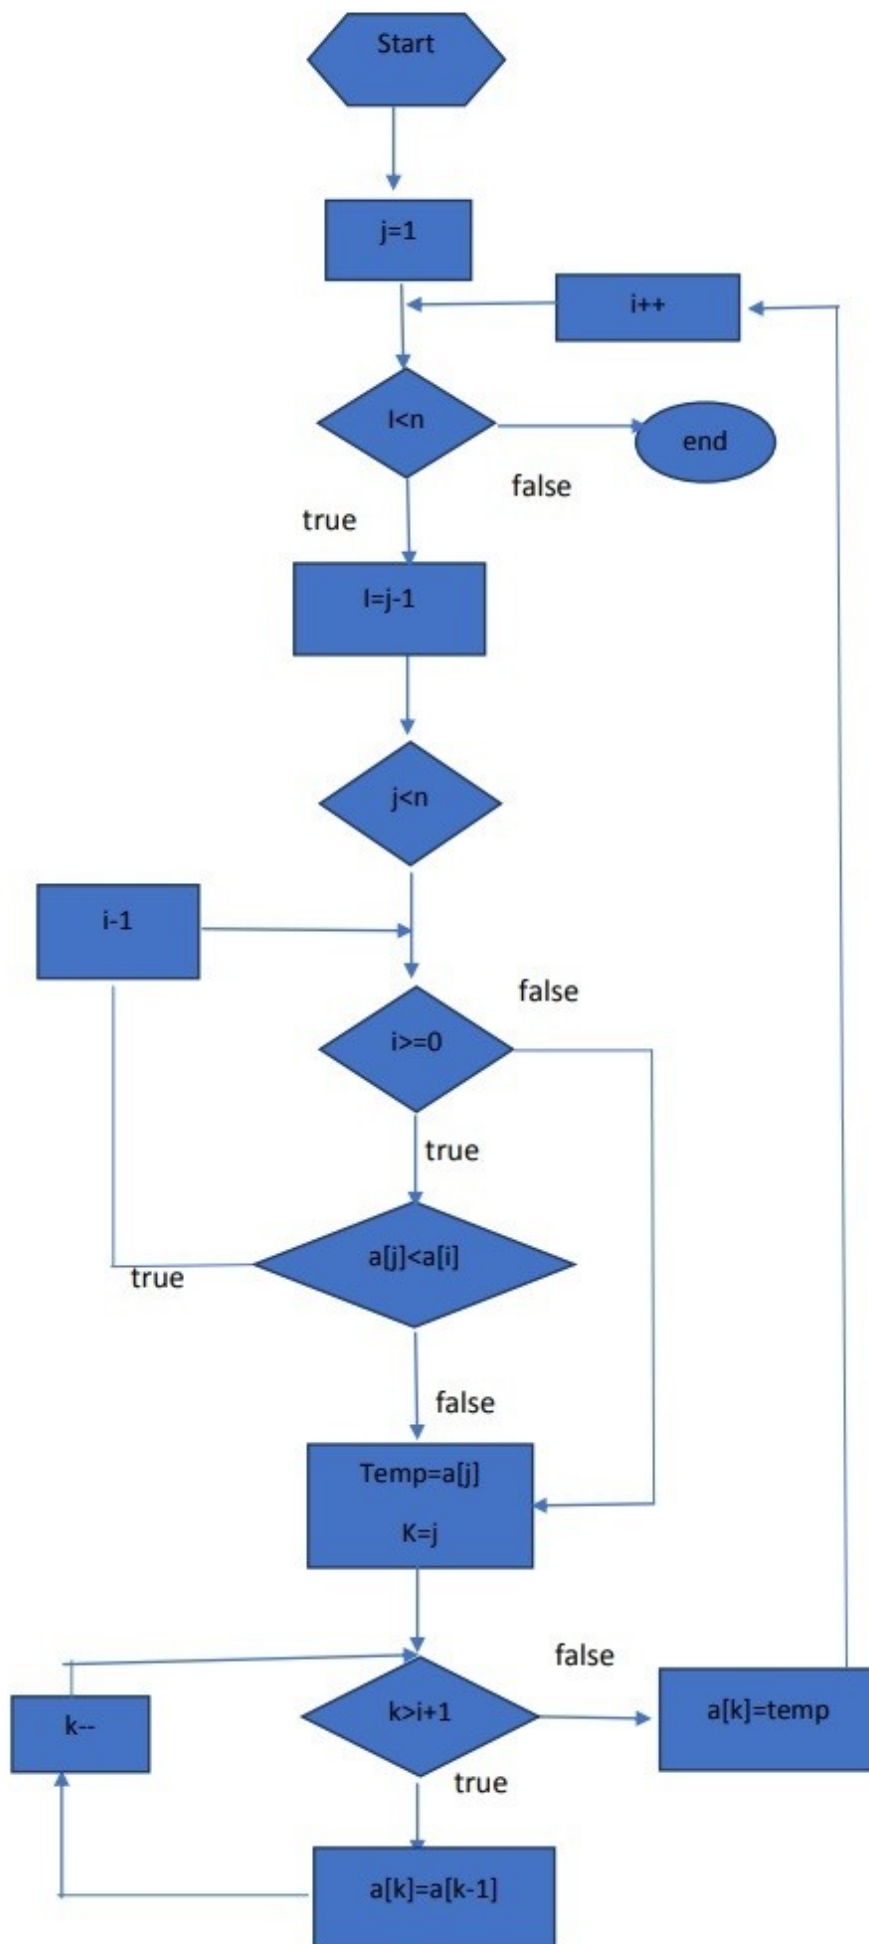 Start
j=1
i++
I<n
end
false
true
I=j-1
j<n
i-1
false
i>=0
true
a[j]<a[i]
true
false
Temp=a[j]
K=j
false
k>i+1
a[k]=temp
k--
true
a[k]=a[k-1]